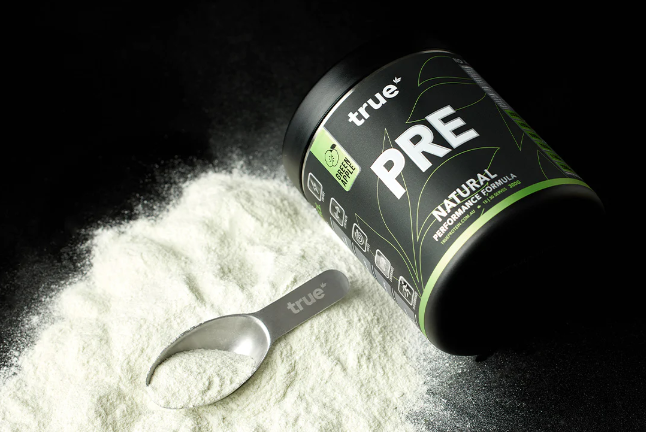 true
GREEN
APPLE
PRE
NATURAL
PERFORMANCE FORMULA
true